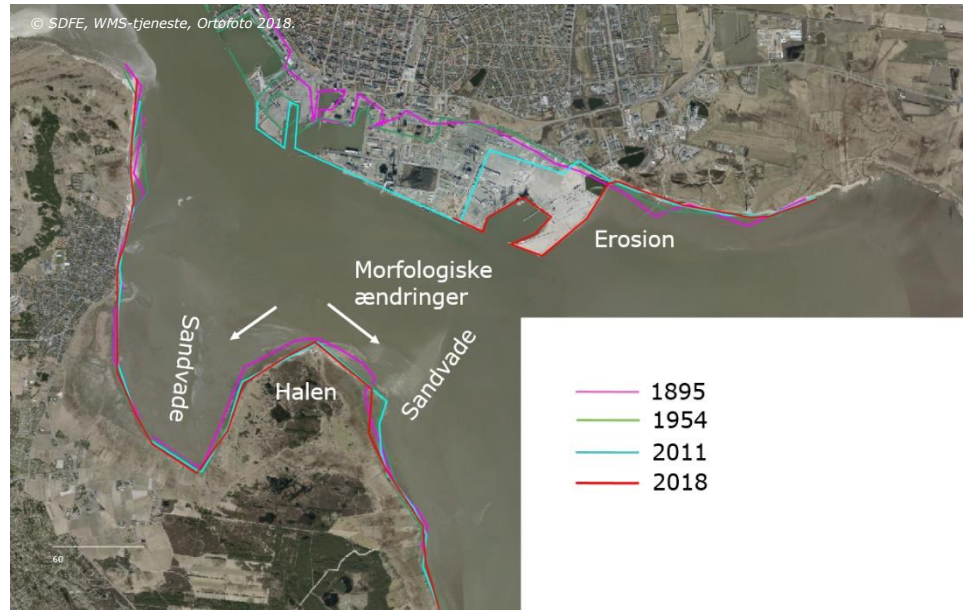 © SDFE, WMS-tjeneste, Ortofoto 2018.
Erosion
Morfologiske
ændringer
Sandvade
Halen
Sandvade
1895
1954
2011
2018
60